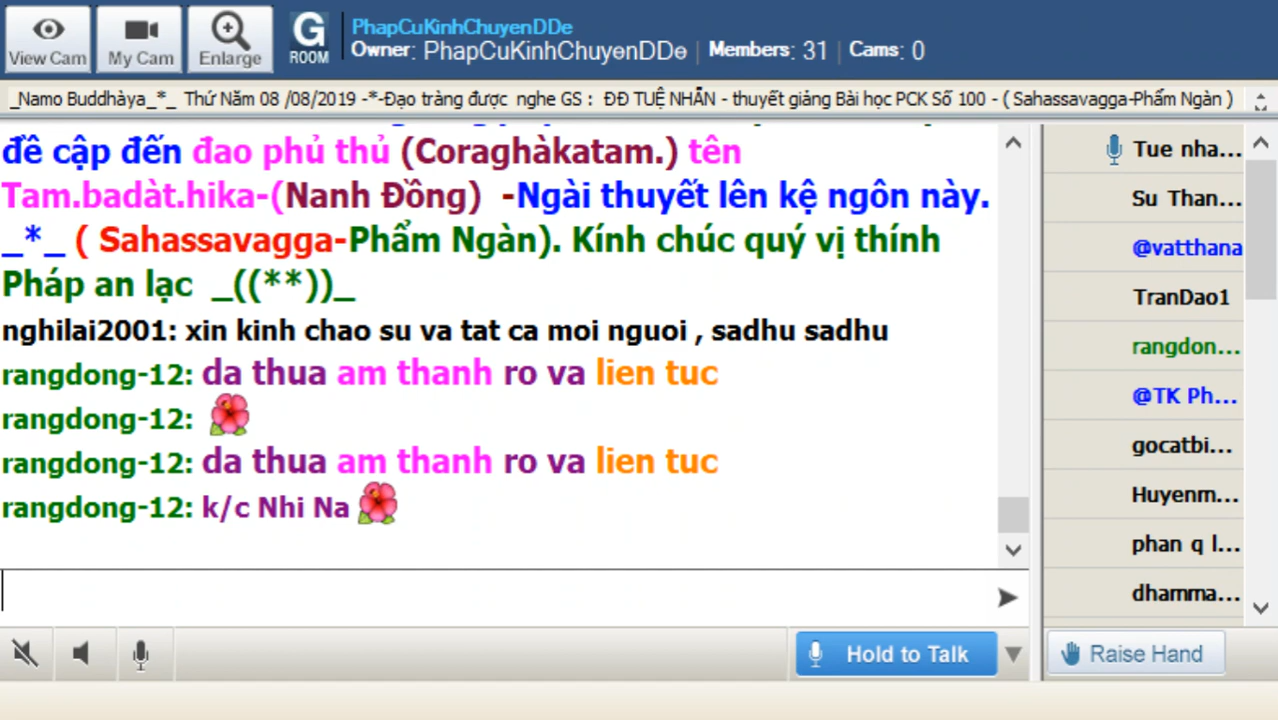 View Cam
My Cam
Enlarge
G
ROOM
PhapCuKinhChuyenDDe
Owner: PhapCuKinhChuyenDDe | Members: 31 | Cams: 0
_Namo Buddhàya_*_ Thứ Năm 08 /08/2019 -*-Đạo tràng được nghe GS : ĐĐ TUỆ NHẪN - thuyết giảng Bài học PCK Số 100 - ( Sahassavagga-Phẩm Ngàn )
đề cập đến đao phủ thủ (Coraghàkatam.) tên
Tam.badàt.hika-(Nanh Đồng) -Ngài thuyết lên kệ ngôn này.
_*_ ( Sahassavagga-Phẩm Ngàn). Kính chúc quý vị thính
Pháp an lạc _((**))_
nghilai2001: xin kinh chao su va tat ca moi nguoi , sadhu sadhu
rangdong-12: da thua am thanh ro va lien tuc
rangdong-12:
rangdong-12: da thua am thanh ro va lien tuc
rangdong-12: k/c Nhi Na
Tue nha...
Su Than...
@vatthana
TranDao1
rangdon...
@TK Ph...
gocatbi...
Huyenm...
phan q l...
dhamma...
Hold to Talk
Raise Hand